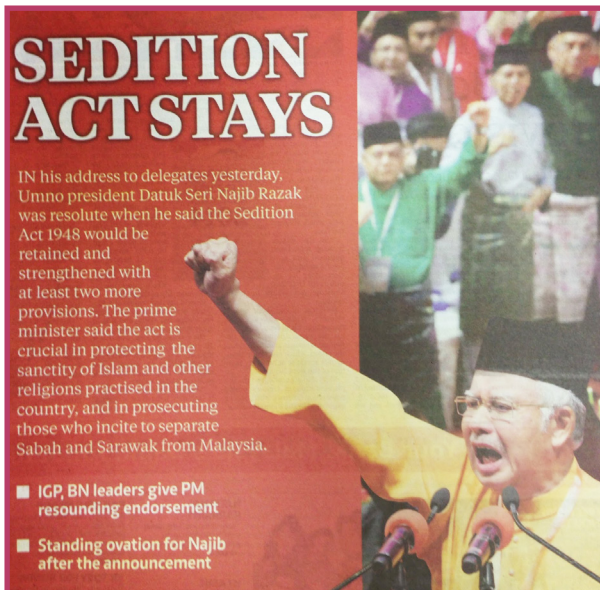 SEDITION
ACT STAYS
IN his address to delegates yesterday,
Umno president Datuk Seri Najib Razak
was resolute when he said the Sedition
Act 1948 would be
retained and
strengthened with
at least two more
provisions. The prime
minister said the act is
crucial in protecting the
sanctity of Islam and other
religions practised in the
country, and in prosecuting
those who incite to separate
Sabah and Sarawak from Malaysia.
IGP, BN leaders give PM
resounding endorsement
Standing ovation for Najib
after the announcement